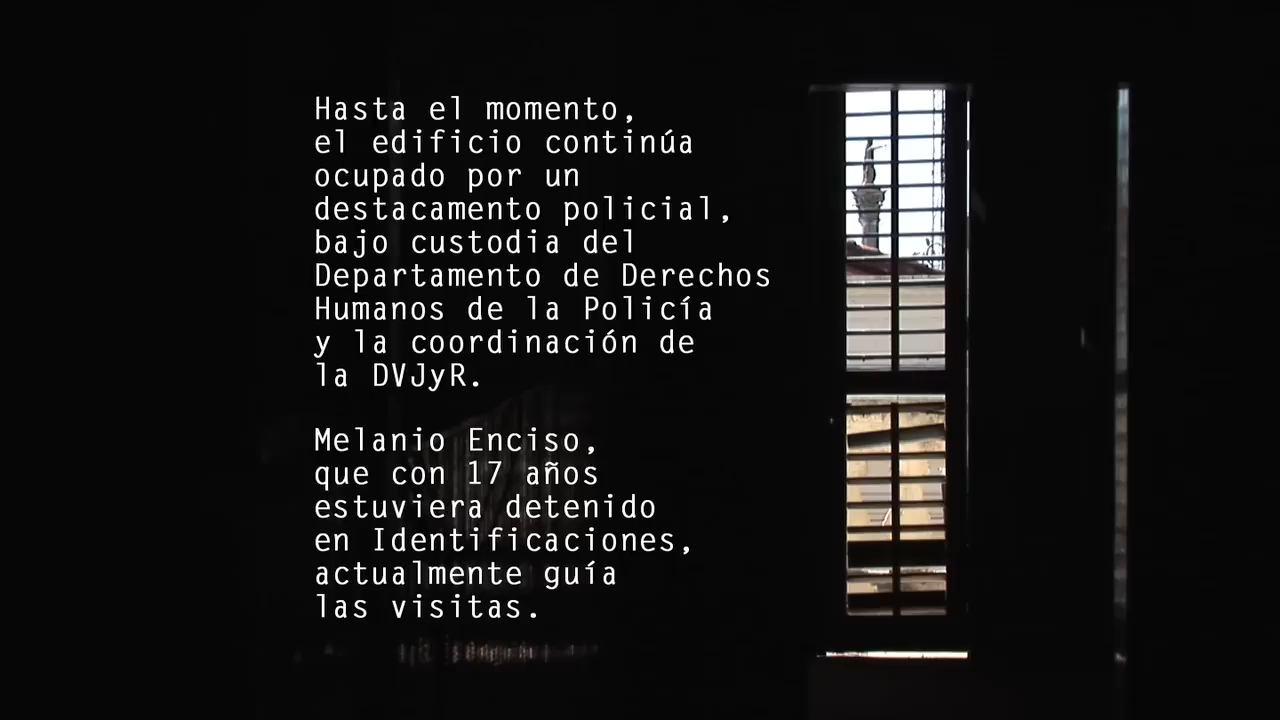 Hasta el momento,
el edificio continúa
ocupado por un
destacamento policial,
bajo custodia del
Departamento de Derechos
Humanos de la Policía
y la coordinación de
la DVJyR.
Melanio Enciso,
que con 17 años
estuviera detenido
en Identificaciones,
actualmente guía
las visitas.